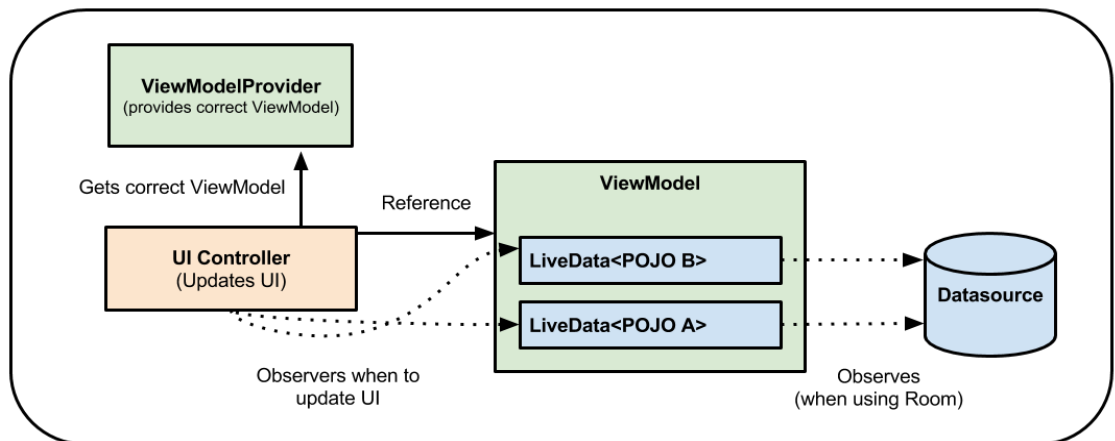 ViewModelProvider
(provides correct ViewModel)
Gets correct ViewModel
Reference
ViewModel
UI Controller
(Updates UI)
LiveData<POJO B>
LiveData<POJO A>
Datasource
Observers when to
update UI
Observes
(when using Room)